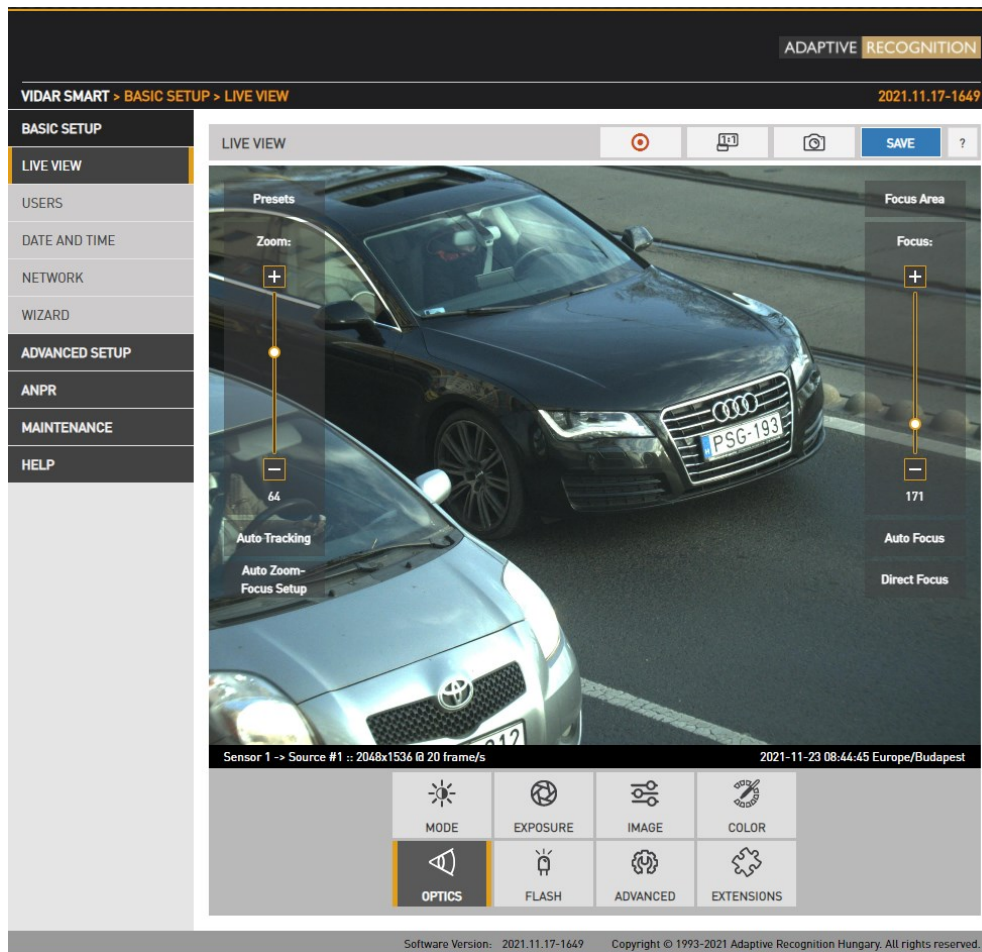 ADAPTIVE RECOGNITION
VIDAR SMART > BASIC SETUP > LIVE VIEW 2021.11.17-1649
BASIC SETUP
LIVE VIEW
USERS
DATE AND TIME
NETWORK
WIZARD
ADVANCED SETUP
ANPR
MAINTENANCE
HELP
LIVE VIEW 1:1 SAVE ?
Presets
Zoom:
+
−
64
Auto Tracking
Auto Zoom-
Focus Setup
Focus Area
Focus:
+
−
171
Auto Focus
Direct Focus
PSG-193
Sensor 1 -> Source #1 :: 2048x1536 @ 20 frame/s 2021-11-23 08:44:45 Europe/Budapest
MODE EXPOSURE IMAGE COLOR
OPTICS FLASH ADVANCED EXTENSIONS
Software Version: 2021.11.17-1649 Copyright © 1993-2021 Adaptive Recognition Hungary. All rights reserved.